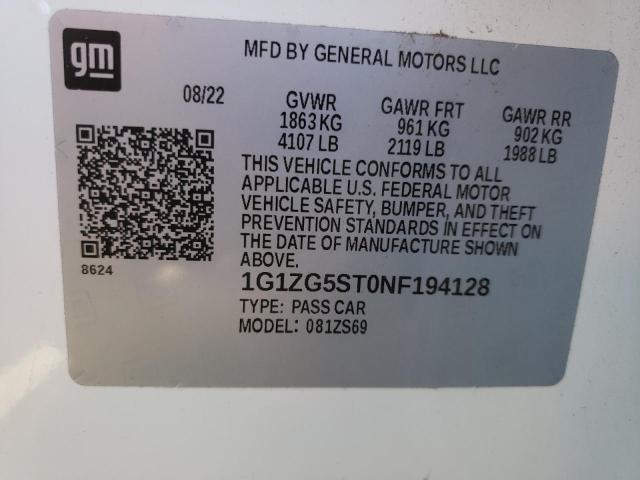 gm
MFD BY GENERAL MOTORS LLC
08/22 GVWR GAWR FRT GAWR RR
1863 KG 961 KG 902 KG
4107 LB 2119 LB 1988 LB
THIS VEHICLE CONFORMS TO ALL
APPLICABLE U.S. FEDERAL MOTOR
VEHICLE SAFETY, BUMPER, AND THEFT
PREVENTION STANDARDS IN EFFECT ON
THE DATE OF MANUFACTURE SHOWN
ABOVE.
8624
1G1ZG5ST0NF194128
TYPE: PASS CAR
MODEL: 081ZS69